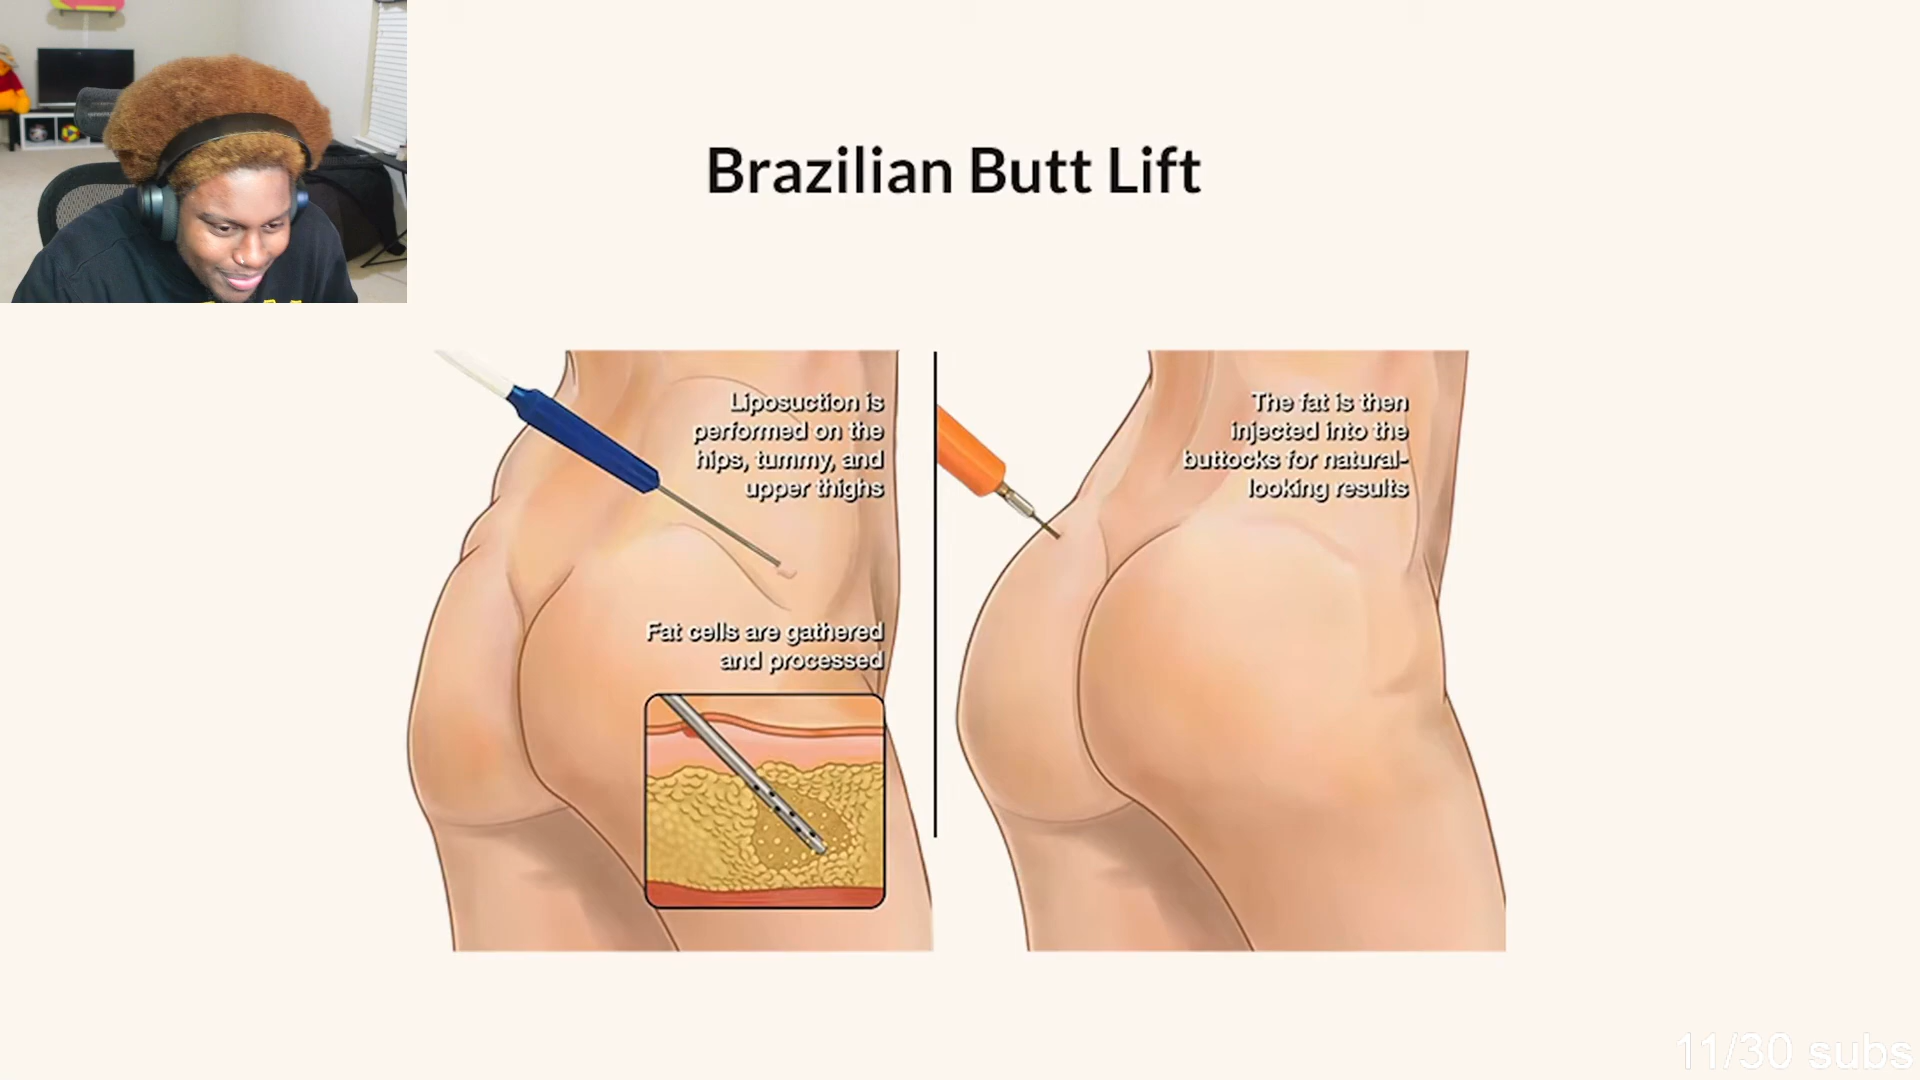 Brazilian Butt Lift
Liposuction is
performed on the
hips, tummy, and
upper thighs
Fat cells are gathered
and processed
The fat is then
injected into the
buttocks for natural-
looking results
11/30 subs